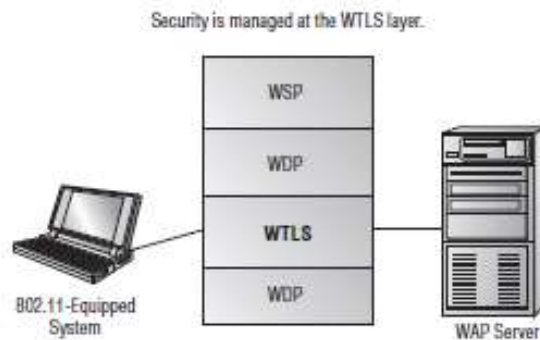 Security is managed at the WTLS layer.
WSP
WDP
WTLS
WDP
802.11-Equipped
System
WAP Server